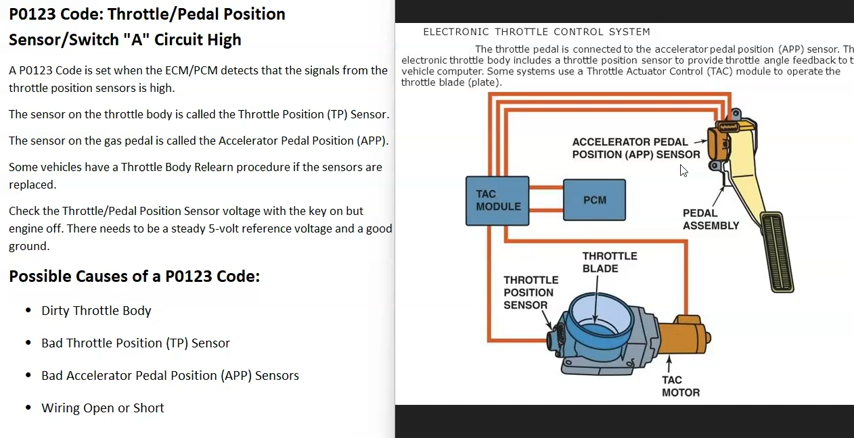 P0123 Code: Throttle/Pedal Position
Sensor/Switch "A" Circuit High
A P0123 Code is set when the ECM/PCM detects that the signals from the
throttle position sensors is high.
The sensor on the throttle body is called the Throttle Position (TP) Sensor.
The sensor on the gas pedal is called the Accelerator Pedal Position (APP).
Some vehicles have a Throttle Body Relearn procedure if the sensors are
replaced.
Check the Throttle/Pedal Position Sensor voltage with the key on but
engine off. There needs to be a steady 5-volt reference voltage and a good
ground.
Possible Causes of a P0123 Code:
• Dirty Throttle Body
• Bad Throttle Position (TP) Sensor
• Bad Accelerator Pedal Position (APP) Sensors
• Wiring Open or Short
ELECTRONIC THROTTLE CONTROL SYSTEM
The throttle pedal is connected to the accelerator pedal position (APP) sensor. Th
electronic throttle body includes a throttle position sensor to provide throttle angle feedback to t
vehicle computer. Some systems use a Throttle Actuator Control (TAC) module to operate the
throttle blade (plate).
ACCELERATOR PEDAL
POSITION (APP) SENSOR
TAC
MODULE
PCM
PEDAL
ASSEMBLY
THROTTLE
BLADE
THROTTLE
POSITION
SENSOR
TAC
MOTOR